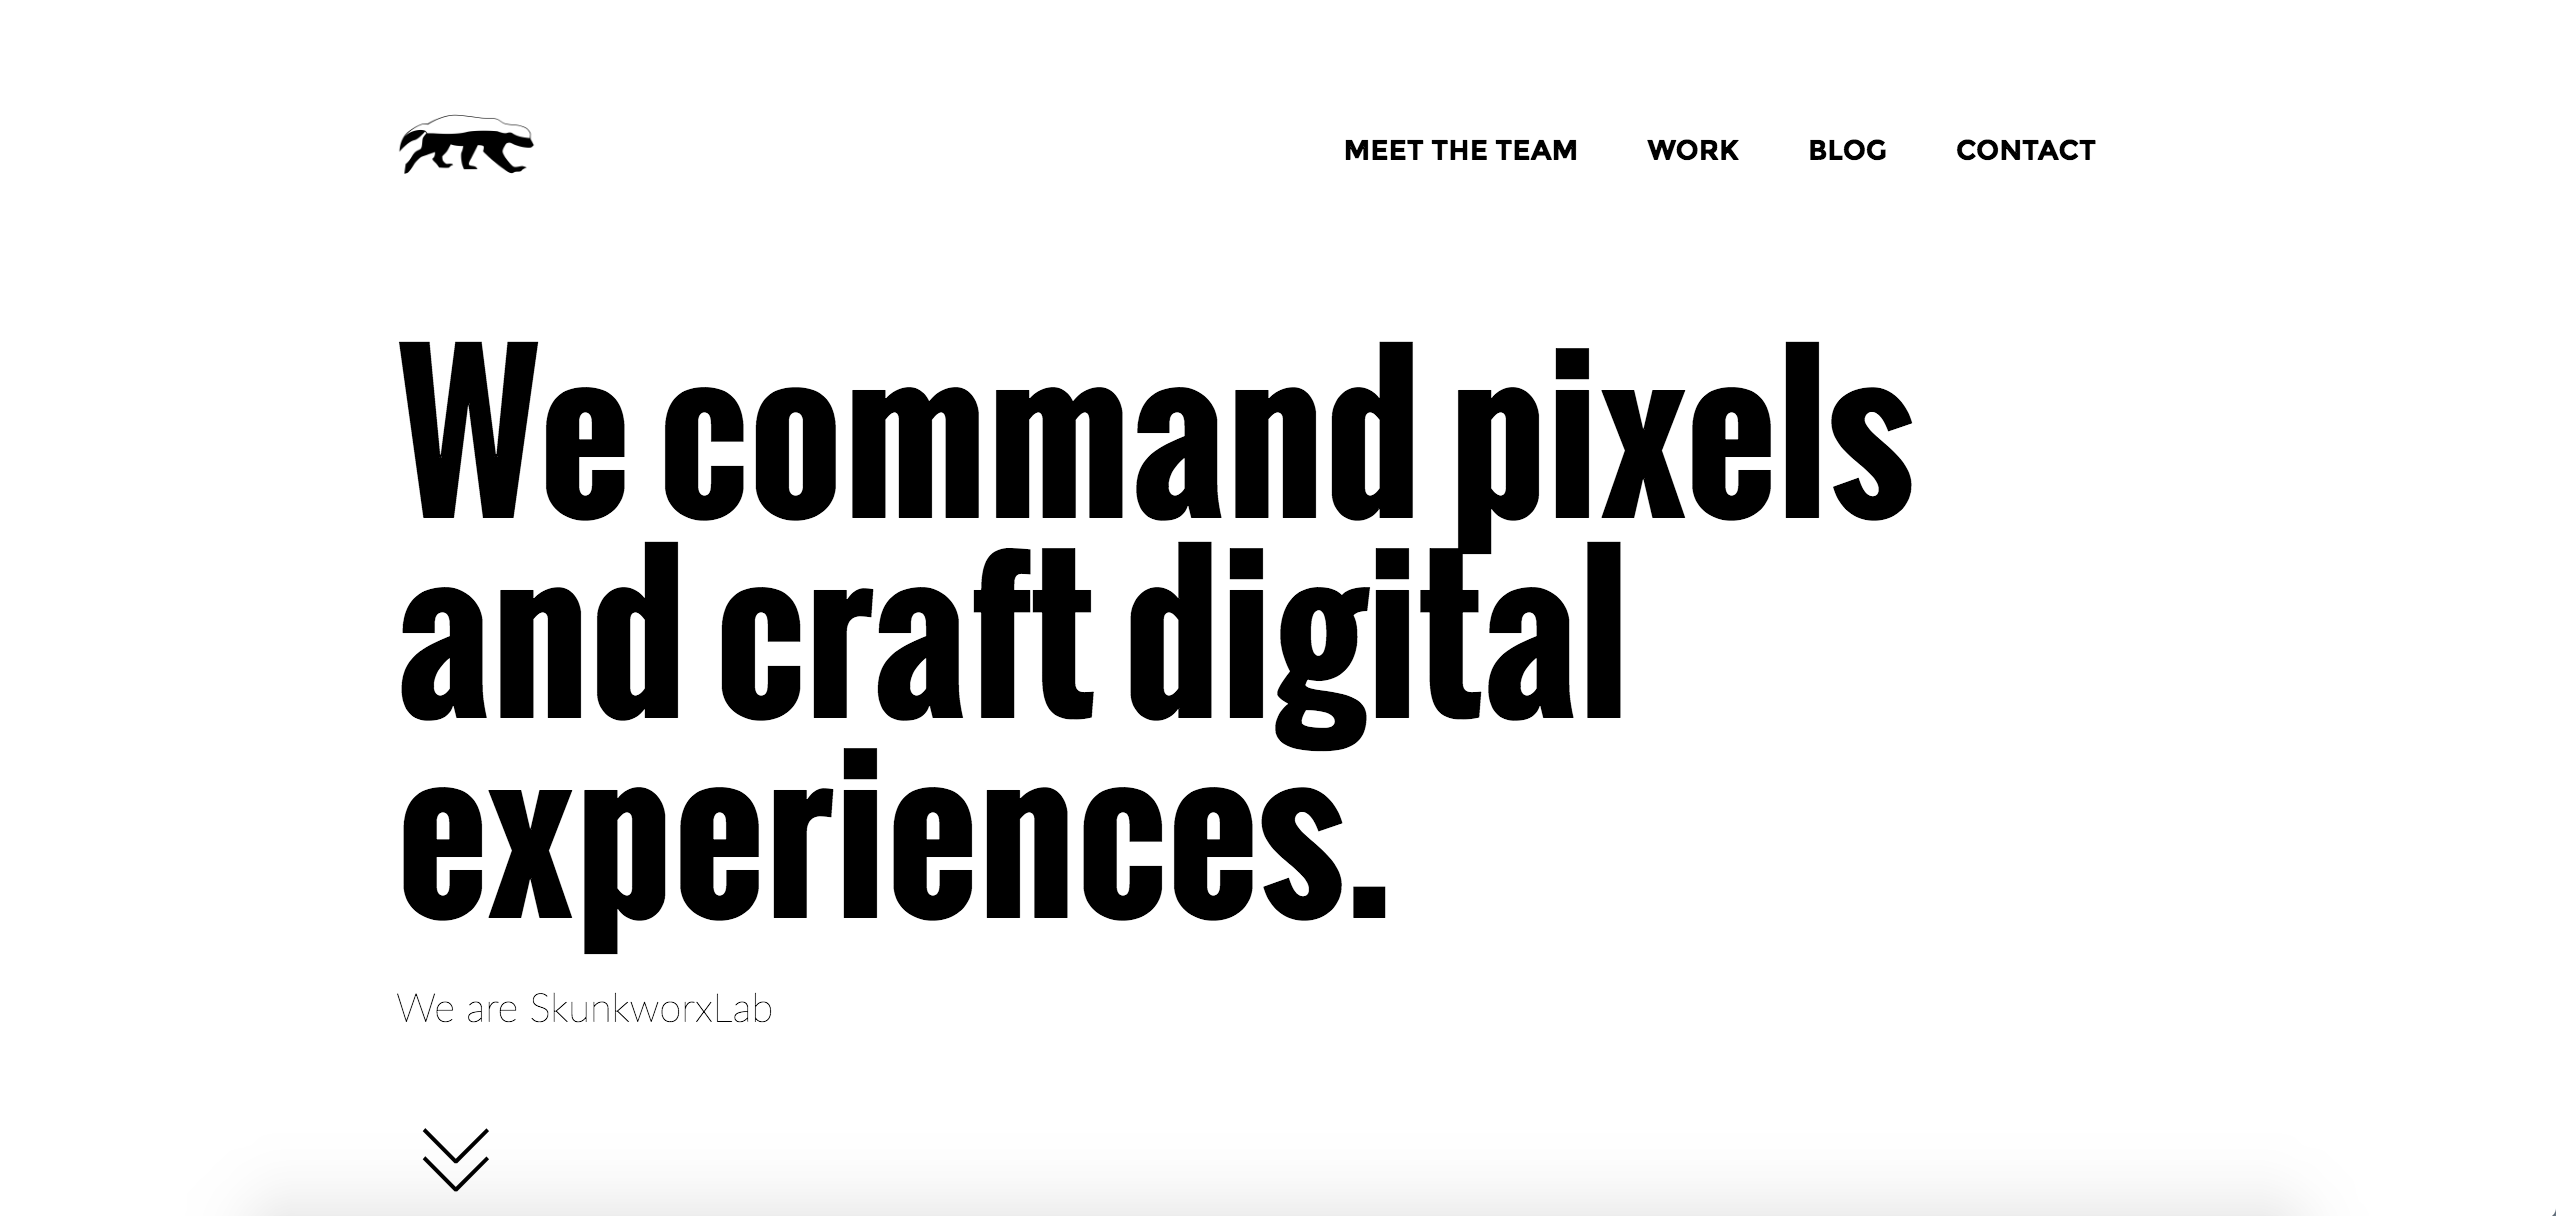 MEET THE TEAM WORK BLOG CONTACT
We command pixels
and craft digital
experiences.
We are SkunkworxLab